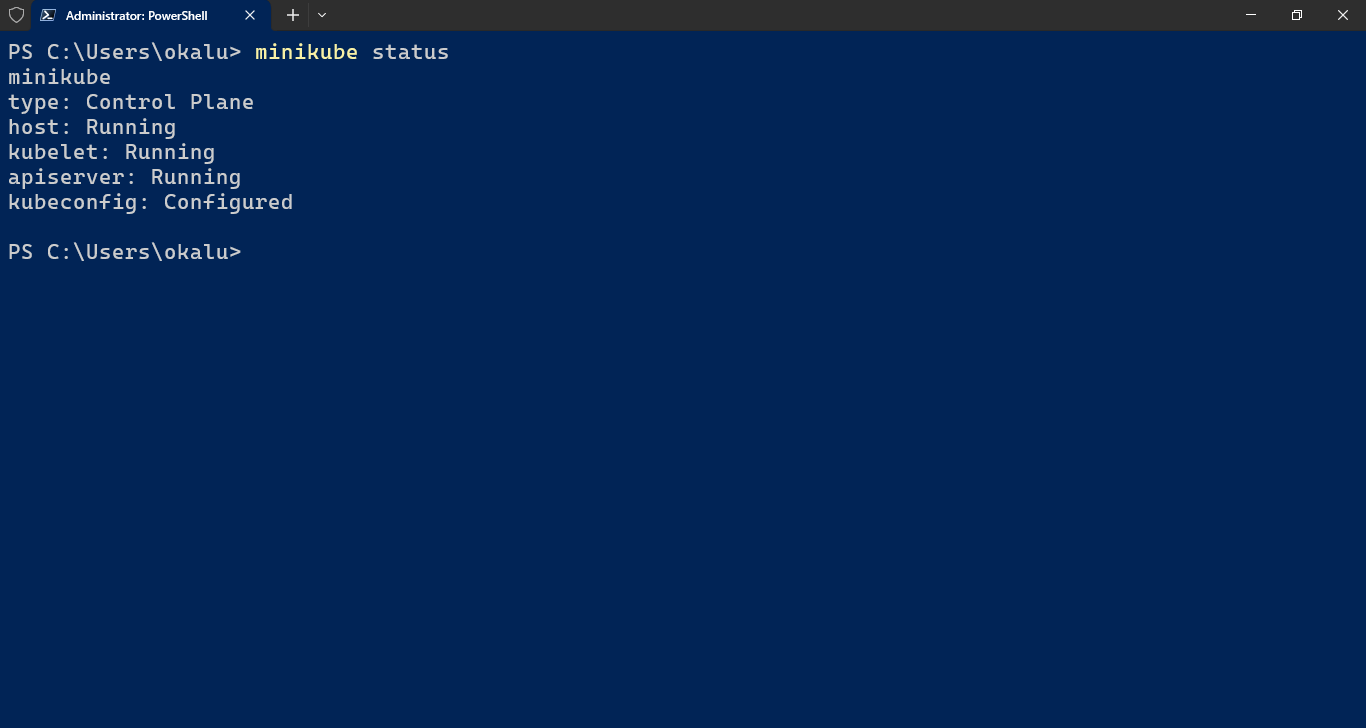 Administrator: PowerShell
PS C:\Users\okalu> minikube status
minikube
type: Control Plane
host: Running
kubelet: Running
apiserver: Running
kubeconfig: Configured
PS C:\Users\okalu>